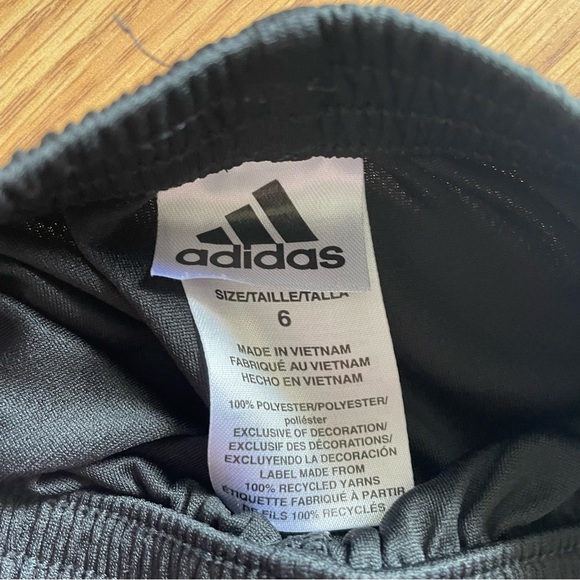 adidas
SIZE/TAILLE/TALLA
6
MADE IN VIETNAM
FABRIQUÉ AU VIETNAM
HECHO EN VIETNAM
100% POLYESTER/POLYESTER/
poliéster
EXCLUSIVE OF DECORATION/
EXCLUSIF DES DÉCORATIONS/
EXCLUYENDO LA DECORACIÓN
LABEL MADE FROM
100% RECYCLED YARNS
ÉTIQUETTE FABRIQUÉ À PARTIR
DE FILS 100% RECYCLÉS